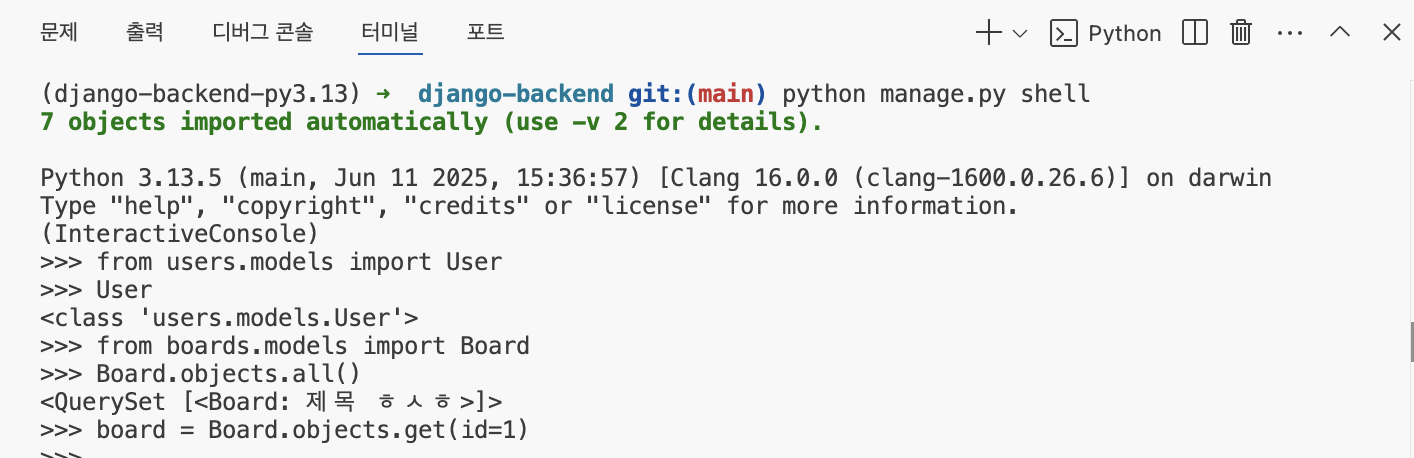 문제 출력 디버그 콘솔 터미널 포트 Python
(django-backend-py3.13) ➜ django-backend git:(main) python manage.py shell
7 objects imported automatically (use -v 2 for details).
Python 3.13.5 (main, Jun 11 2025, 15:36:57) [Clang 16.0.0 (clang-1600.0.26.6)] on darwin
Type "help", "copyright", "credits" or "license" for more information.
(InteractiveConsole)
>>> from users.models import User
>>> User
<class 'users.models.User'>
>>> from boards.models import Board
>>> Board.objects.all()
<QuerySet [<Board: 제목 ㅎㅅㅎ>]>
>>> board = Board.objects.get(id=1)
>>>